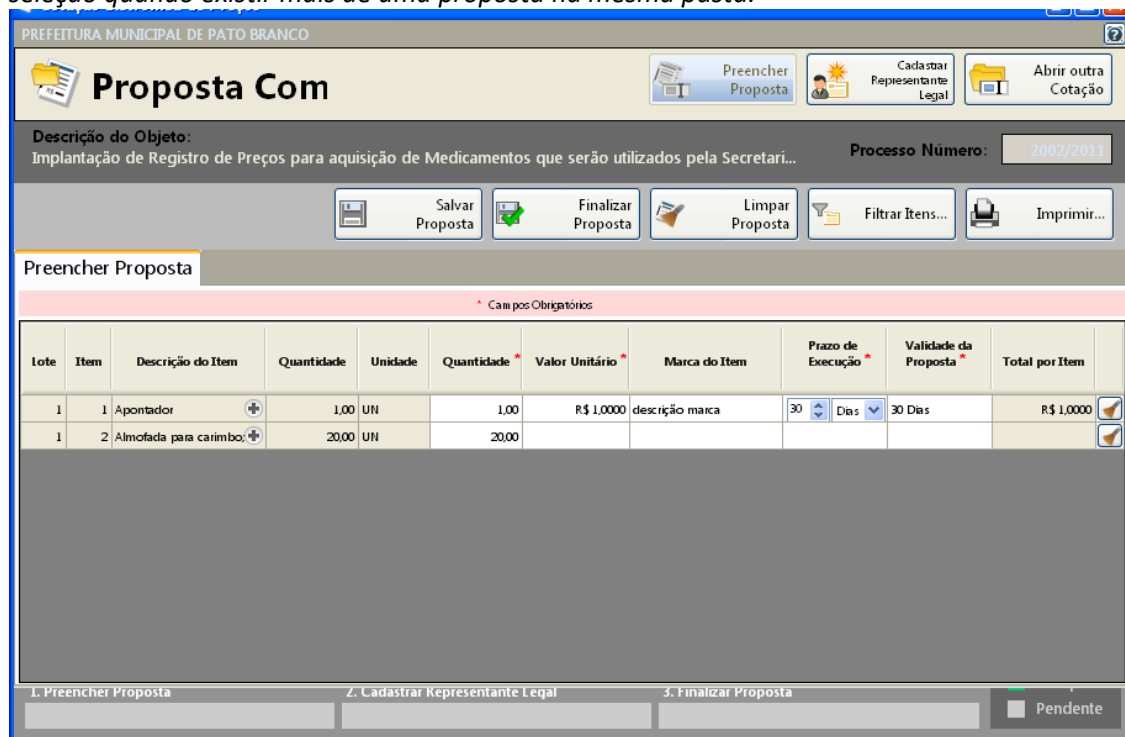 seleção quando existir mais de uma proposta na mesma pasta.
PREFEITURA MUNICIPAL DE PATO BRANCO
Proposta Com
Preencher
Proposta
Cadastrar
Representante
Legal
Abrir outra
Cotação
Descrição do Objeto:
Implantação de Registro de Preços para aquisição de Medicamentos que serão utilizados pela Secretari...
Processo Número: 2002/2011
Salvar
Proposta
Finalizar
Proposta
Limpar
Proposta
Filtrar Itens...
Imprimir...
Preencher Proposta
* Campos Obrigatórios
Lote Item Descrição do Item Quantidade Unidade Quantidade * Valor Unitário * Marca do Item Prazo de Execução * Validade da Proposta * Total por Item
1 1 Apontador 1,00 UN 1,00 R$ 1,0000 descrição marca 30 Dias 30 Dias R$ 1,0000
1 2 Almofada para carimbo; 20,00 UN 20,00
1. Preencher Proposta 2. Cadastrar Representante Legal 3. Finalizar Proposta
Pendente